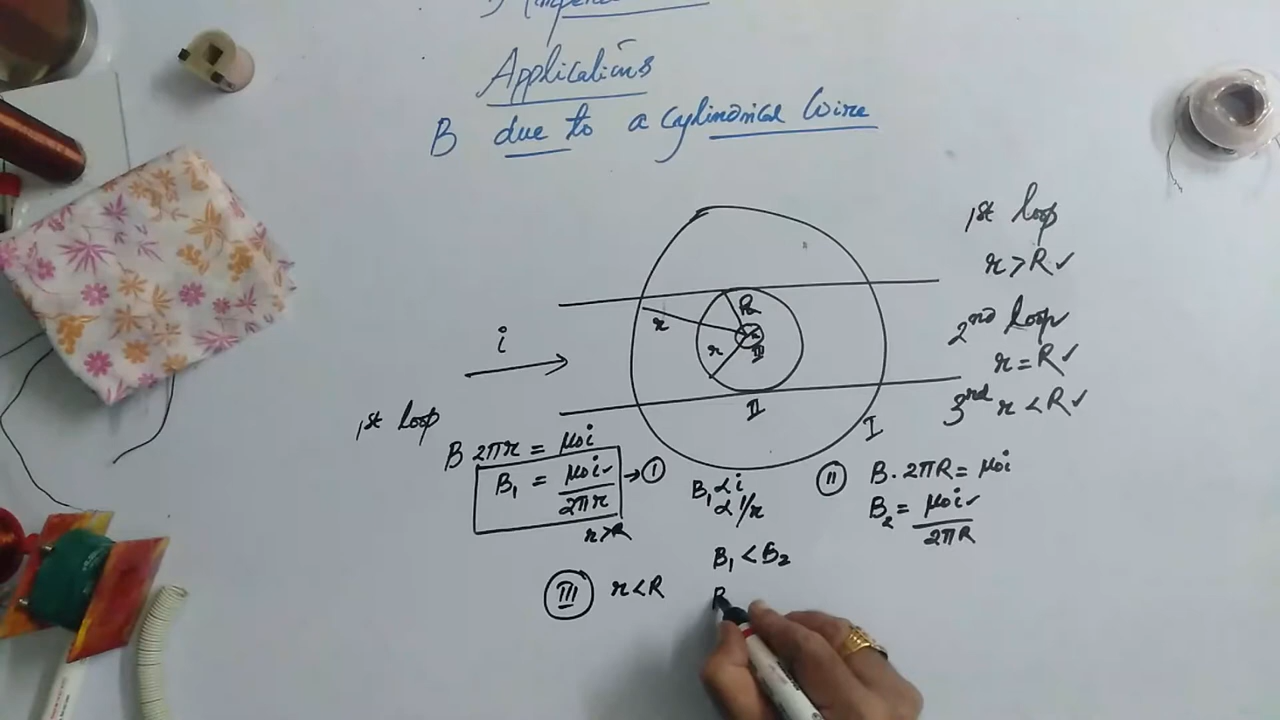 Applications
B due to a cylindrical wire
1st loop
r > R ✓
2nd loop
r = R ✓
3rd r < R ✓
R
r
r
III
II
I
i
1st loop
B 2πr = μ₀i
B₁ = μ₀i / 2πr → I
r > R
B₁ ∝ i
∝ 1/r
II B . 2πR = μ₀i
B₂ = μ₀i / 2πR
B₁ < B₂
III r < R B